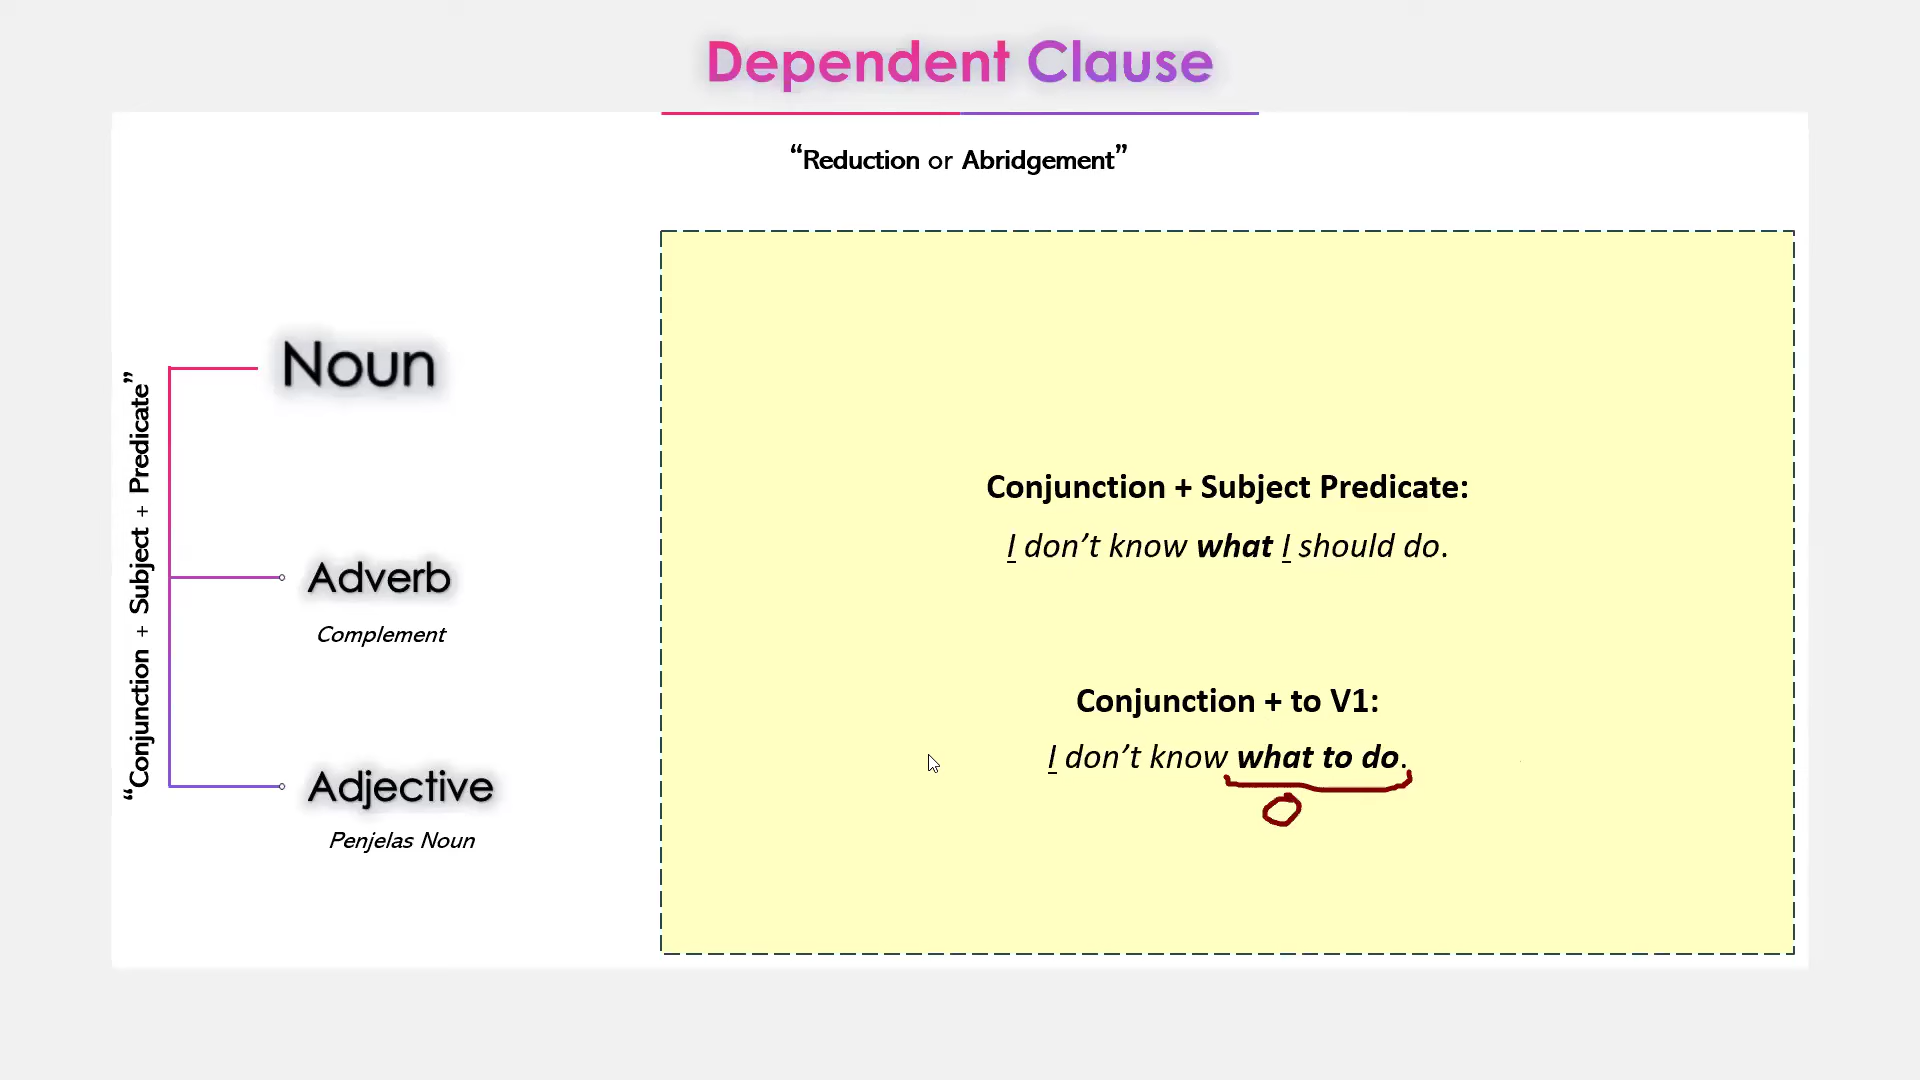 Dependent Clause
“Reduction or Abridgement”
“Conjunction + Subject + Predicate”
Noun
Adverb
Complement
Adjective
Penjelas Noun
Conjunction + Subject Predicate:
I don’t know what I should do.
Conjunction + to V1:
I don’t know what to do.
O